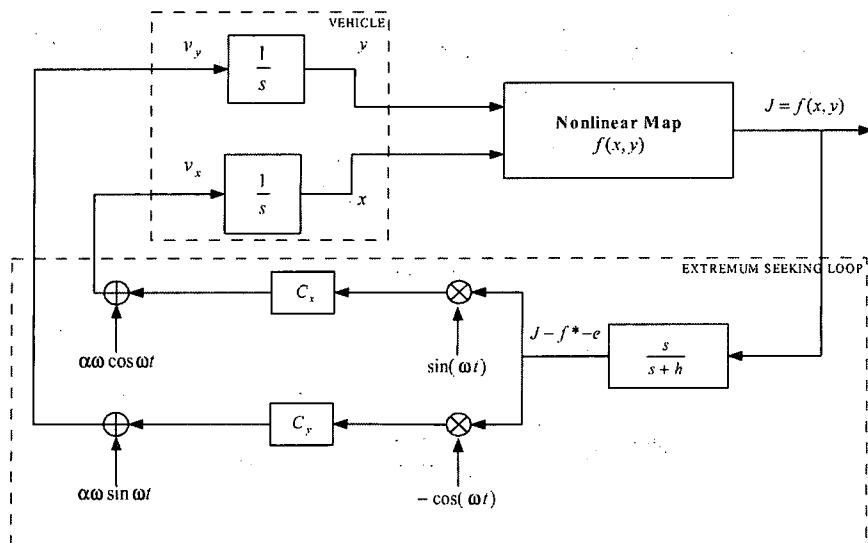 VEHICLE
v_y
1/s
y
Nonlinear Map
f(x, y)
J = f(x, y)
v_x
1/s
x
EXTREMUM SEEKING LOOP
C_x
J − f* − e
s/(s + h)
αω cos ωt
sin( ωt)
C_y
αω sin ωt
− cos( ωt)